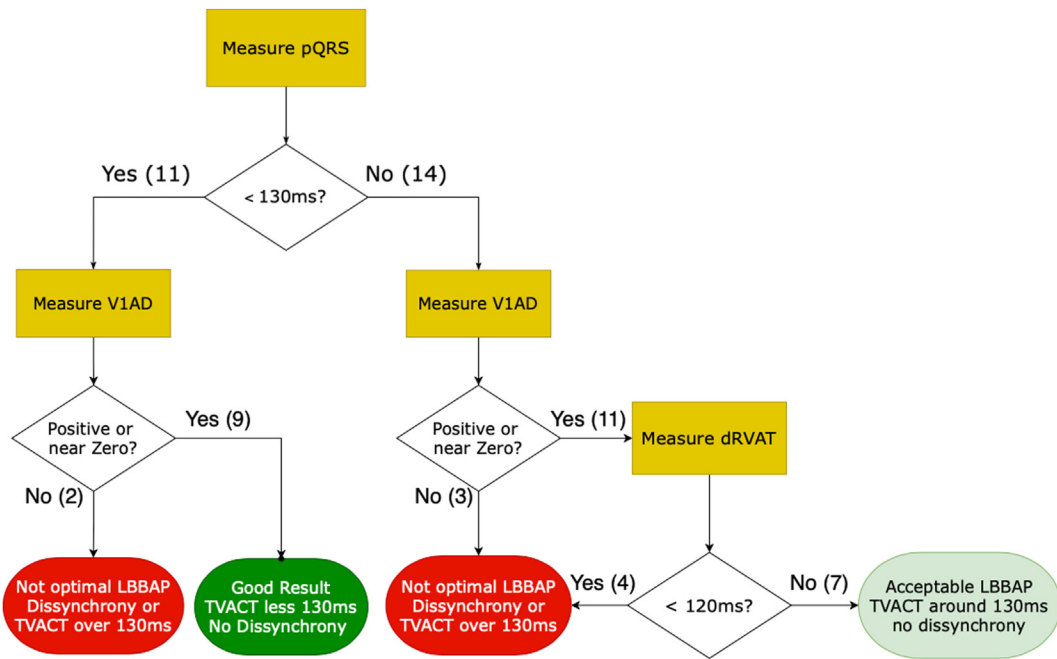 Measure pQRS
Yes (11)
No (14)
< 130ms?
Measure V1AD
Measure V1AD
Positive or
near Zero?
Yes (9)
Positive or
near Zero?
Yes (11)
Measure dRVAT
No (2)
No (3)
Not optimal LBBAP
Dissynchrony or
TVACT over 130ms
Good Result
TVACT less 130ms
No Dissynchrony
Not optimal LBBAP
Dissynchrony or
TVACT over 130ms
Yes (4)
< 120ms?
No (7)
Acceptable LBBAP
TVACT around 130ms
no dissynchrony